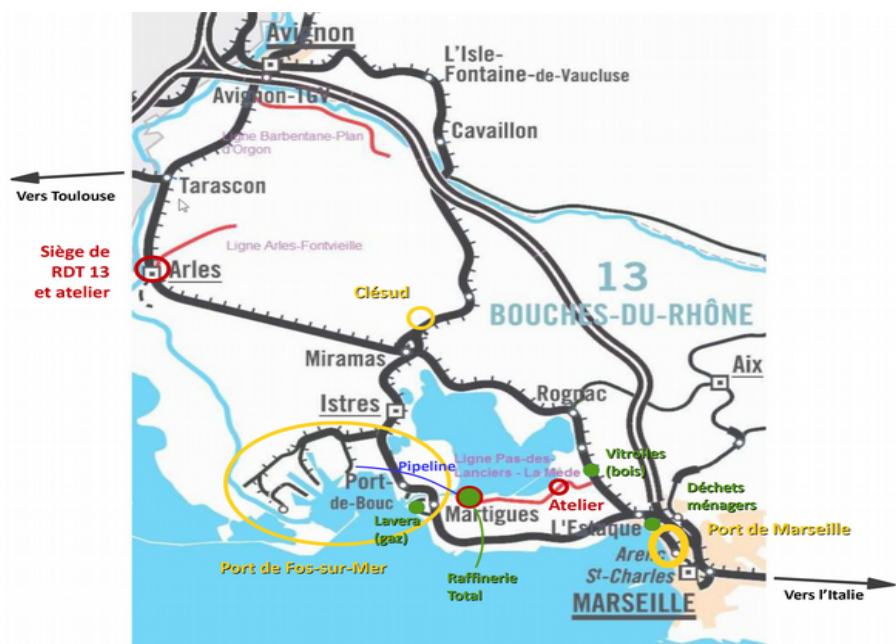 Avignon
L'Isle-
Fontaine-de-Vaucluse
Avignon-TGV
Cavaillon
Ligne Barbentane-Plan
d'Orgon
Vers Toulouse
Tarascon
Siège de
RDT 13
et atelier
Ligne Arles-Fontvieille
Arles
13
BOUCHES-DU-RHÔNE
Clésud
Miramas
Aix
Istres
Rognac
Pipeline
Ligne Pas-des-
Lanciers - La Mède
Vitrolles
(bois)
Port-
de-Bouc
Lavera
(gaz)
Martigues
Atelier
Déchets
ménagers
L'Estaque
Port de Marseille
Port de Fos-sur-Mer
Raffinerie
Total
Arenc
St-Charles
MARSEILLE
Vers l'Italie